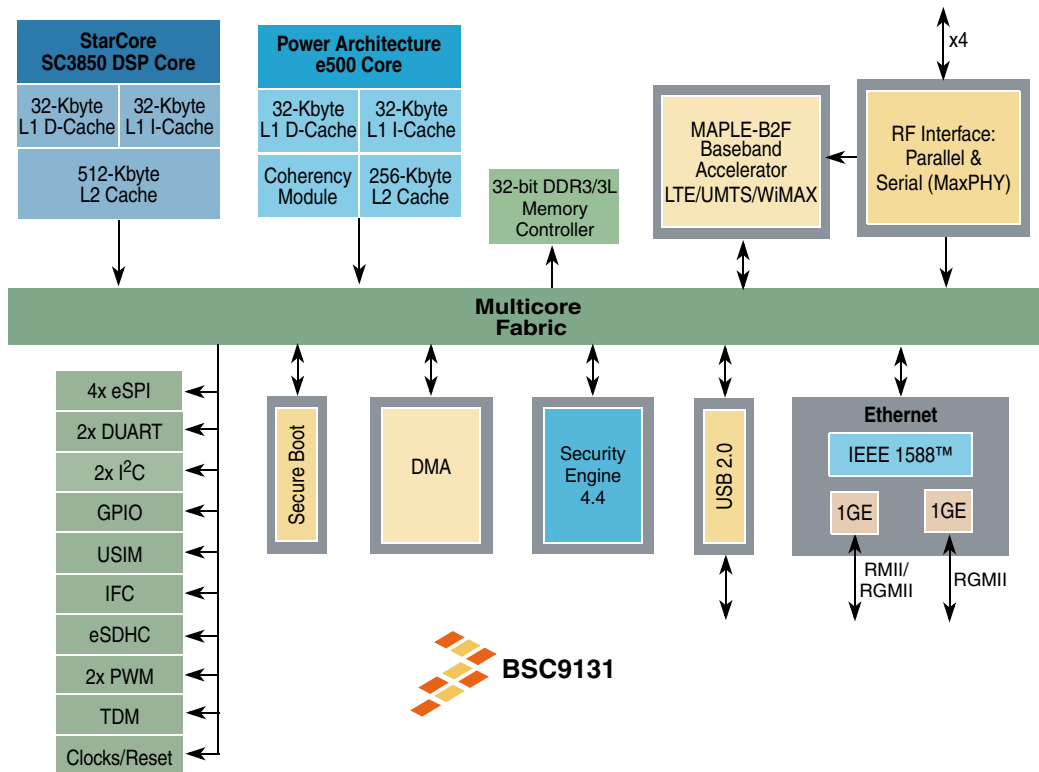 StarCore
SC3850 DSP Core
32-Kbyte
L1 D-Cache
32-Kbyte
L1 I-Cache
512-Kbyte
L2 Cache
Power Architecture
e500 Core
32-Kbyte
L1 D-Cache
32-Kbyte
L1 I-Cache
Coherency
Module
256-Kbyte
L2 Cache
32-bit DDR3/3L
Memory
Controller
MAPLE-B2F
Baseband
Accelerator
LTE/UMTS/WiMAX
x4
RF Interface:
Parallel &
Serial (MaxPHY)
Multicore
Fabric
4x eSPI
2x DUART
2x I²C
GPIO
USIM
IFC
eSDHC
2x PWM
TDM
Clocks/Reset
Secure Boot
DMA
Security
Engine
4.4
USB 2.0
Ethernet
IEEE 1588™
1GE
1GE
RMII/
RGMII
RGMII
BSC9131